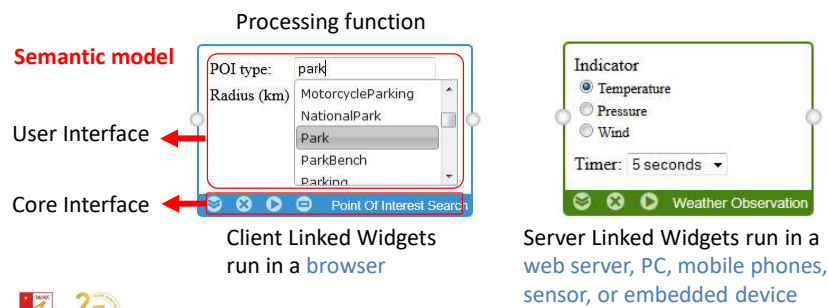 Processing function
Semantic model
POI type: park
Radius (km)
MotorcycleParking
NationalPark
Park
ParkBench
Parking
User Interface
Core Interface
Point Of Interest Search
Client Linked Widgets
run in a browser
Indicator
Temperature
Pressure
Wind
Timer: 5 seconds
Weather Observation
Server Linked Widgets run in a
web server, PC, mobile phones,
sensor, or embedded device